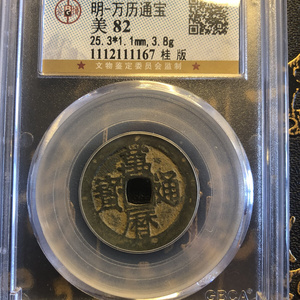 明-万历通宝
美 82
25.3*1.1mm, 3.8g
1112111167 桂 版
★ 文物鉴定委员会监制 ★
萬曆通寶
GBCA